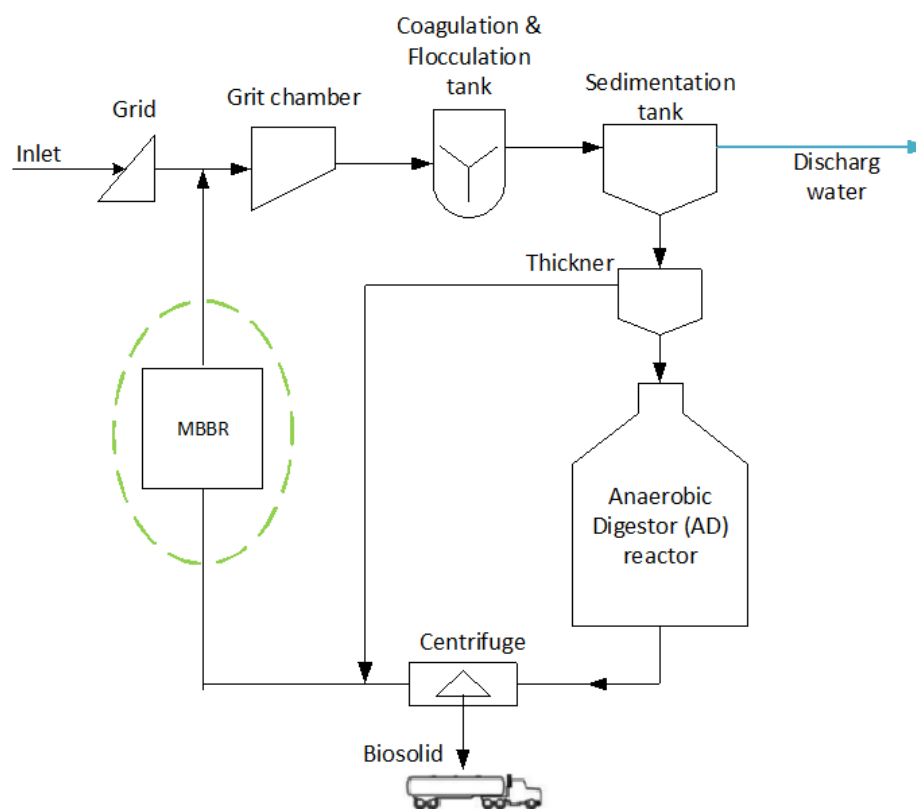 Coagulation &
Flocculation
tank
Sedimentation
tank
Grit chamber
Grid
Inlet
Discharg
water
Thickner
MBBR
Anaerobic
Digestor (AD)
reactor
Centrifuge
Biosolid